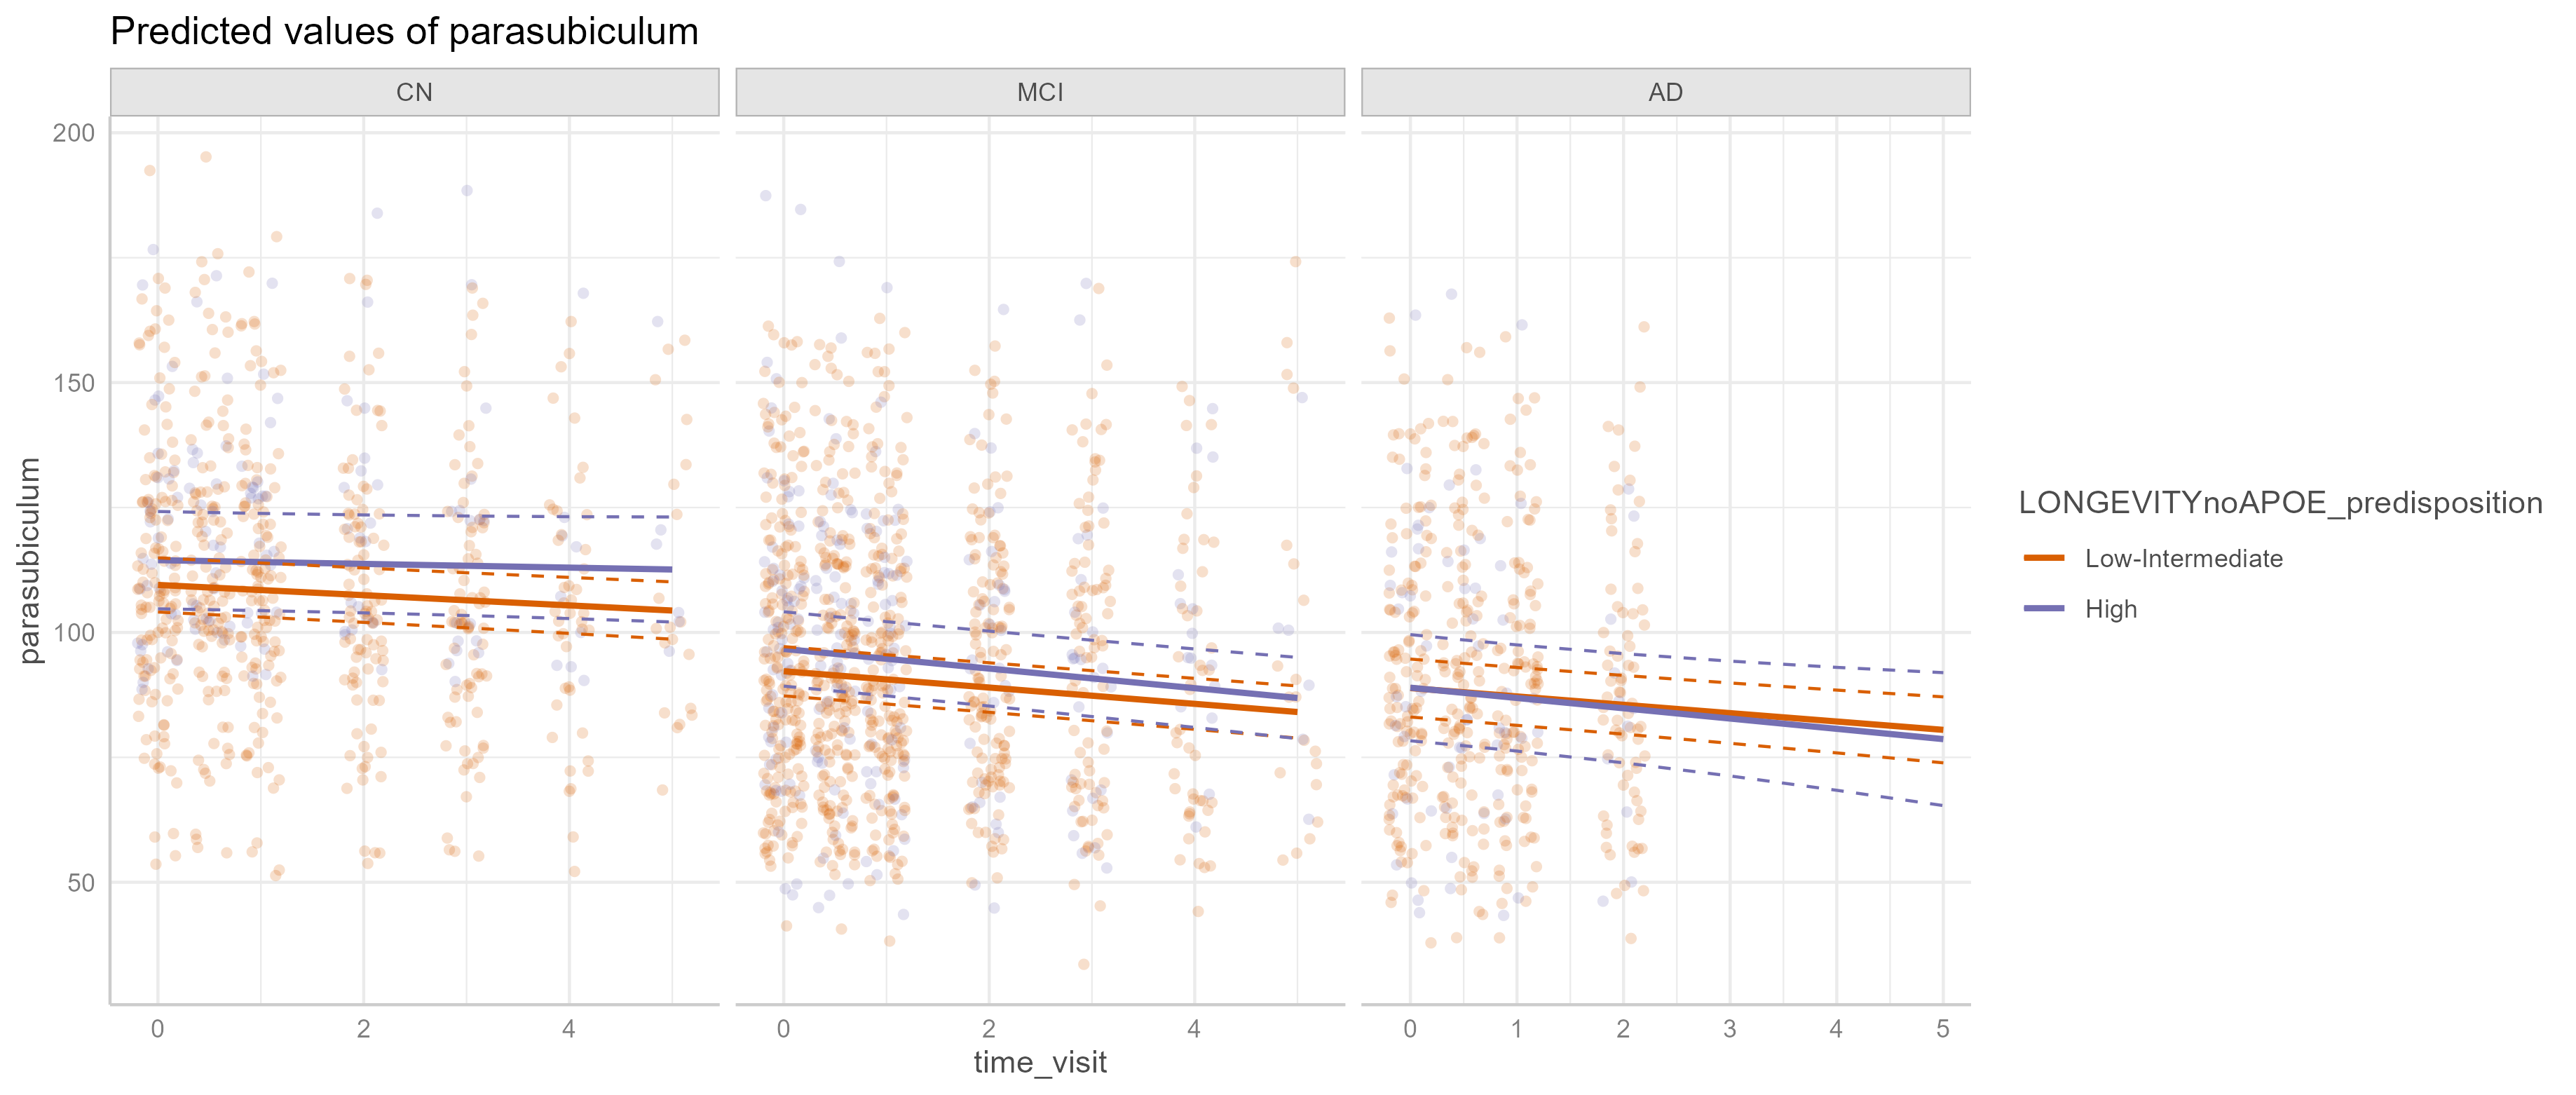 Predicted values of parasubiculum
CN
MCI
AD
200
150
100
50
parasubiculum
0 2 4
0 2 4
0 1 2 3 4 5
time_visit
LONGEVITYnoAPOE_predisposition
Low-Intermediate
High